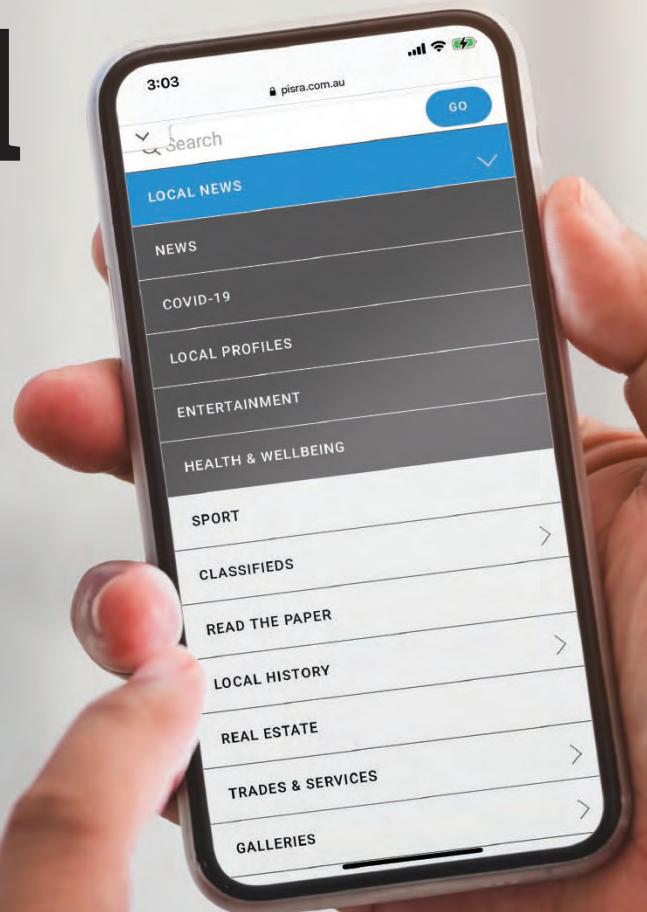 3:03
pisra.com.au
Search
GO
LOCAL NEWS
NEWS
COVID-19
LOCAL PROFILES
ENTERTAINMENT
HEALTH & WELLBEING
SPORT
CLASSIFIEDS
READ THE PAPER
LOCAL HISTORY
REAL ESTATE
TRADES & SERVICES
GALLERIES